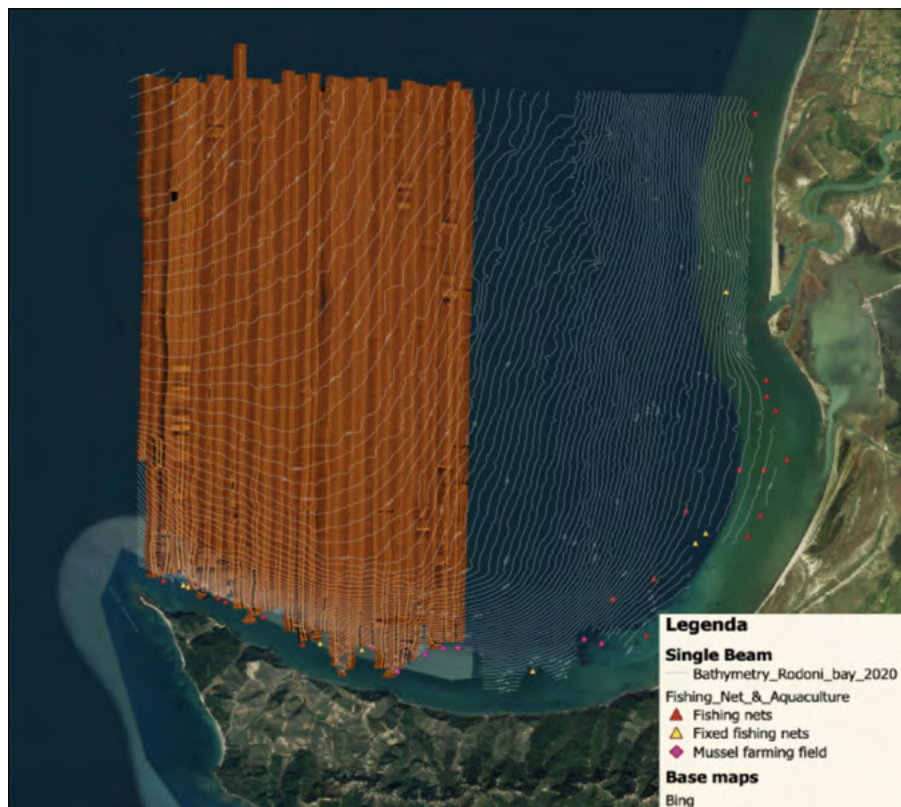 Legenda
Single Beam
Bathymetry_Rodoni_bay_2020
Fishing_Net_&_Aquaculture
Fishing nets
Fixed fishing nets
Mussel farming field
Base maps
Bing